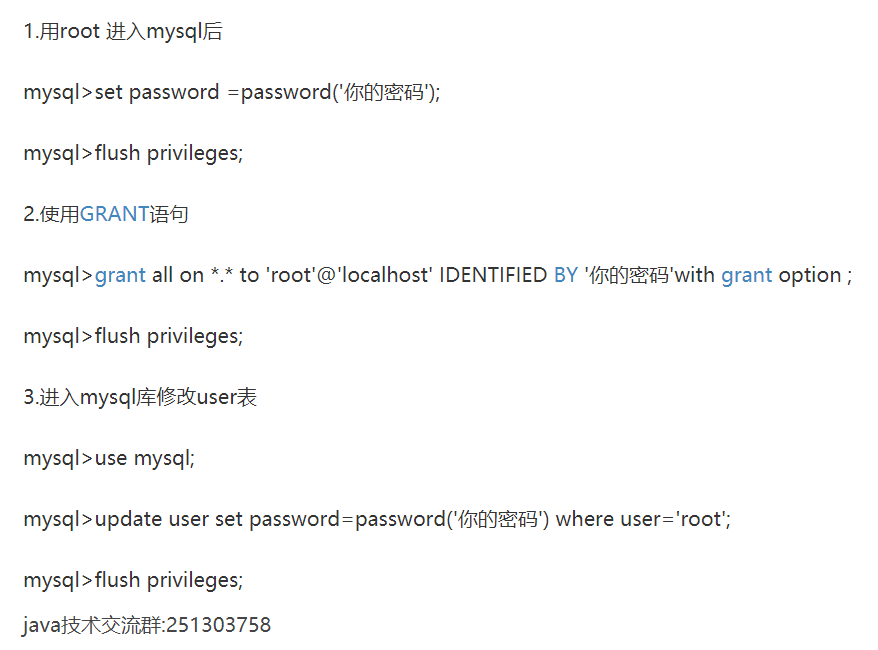 1.用root 进入mysql后
mysql>set password =password('你的密码');
mysql>flush privileges;
2.使用GRANT语句
mysql>grant all on *.* to 'root'@'localhost' IDENTIFIED BY '你的密码'with grant option ;
mysql>flush privileges;
3.进入mysql库修改user表
mysql>use mysql;
mysql>update user set password=password('你的密码') where user='root';
mysql>flush privileges;
java技术交流群:251303758